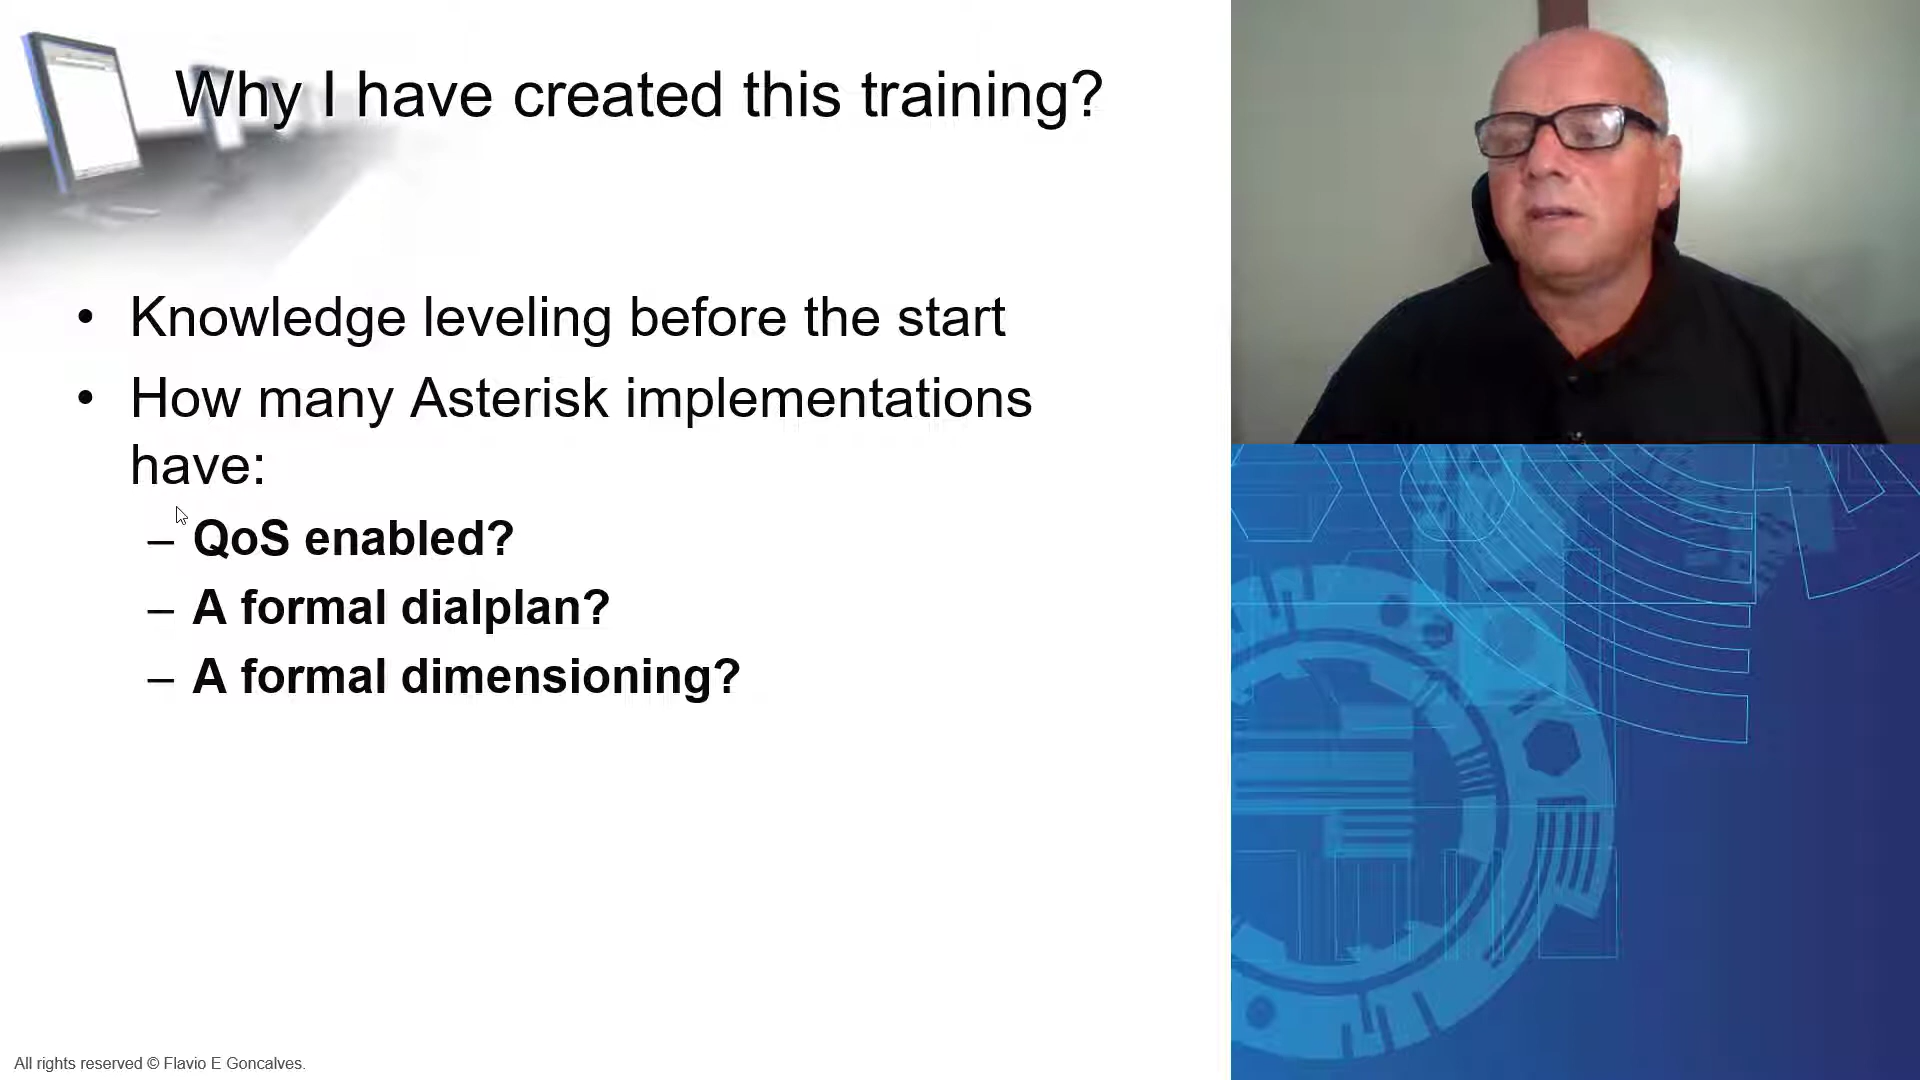 Why I have created this training?
• Knowledge leveling before the start
• How many Asterisk implementations
have:
– QoS enabled?
– A formal dialplan?
– A formal dimensioning?
All rights reserved © Flavio E Goncalves.